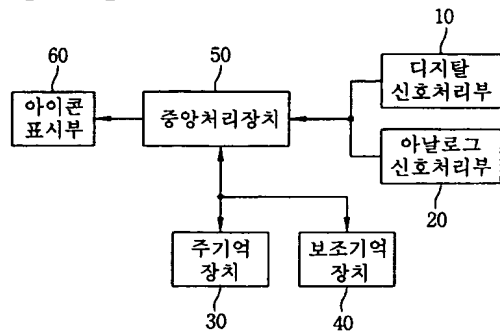 10
디지탈
신호처리부
60
50
아이콘
표시부
중앙처리장치
아날로그
신호처리부
20
주기억
장치
보조기억
장치
30
40